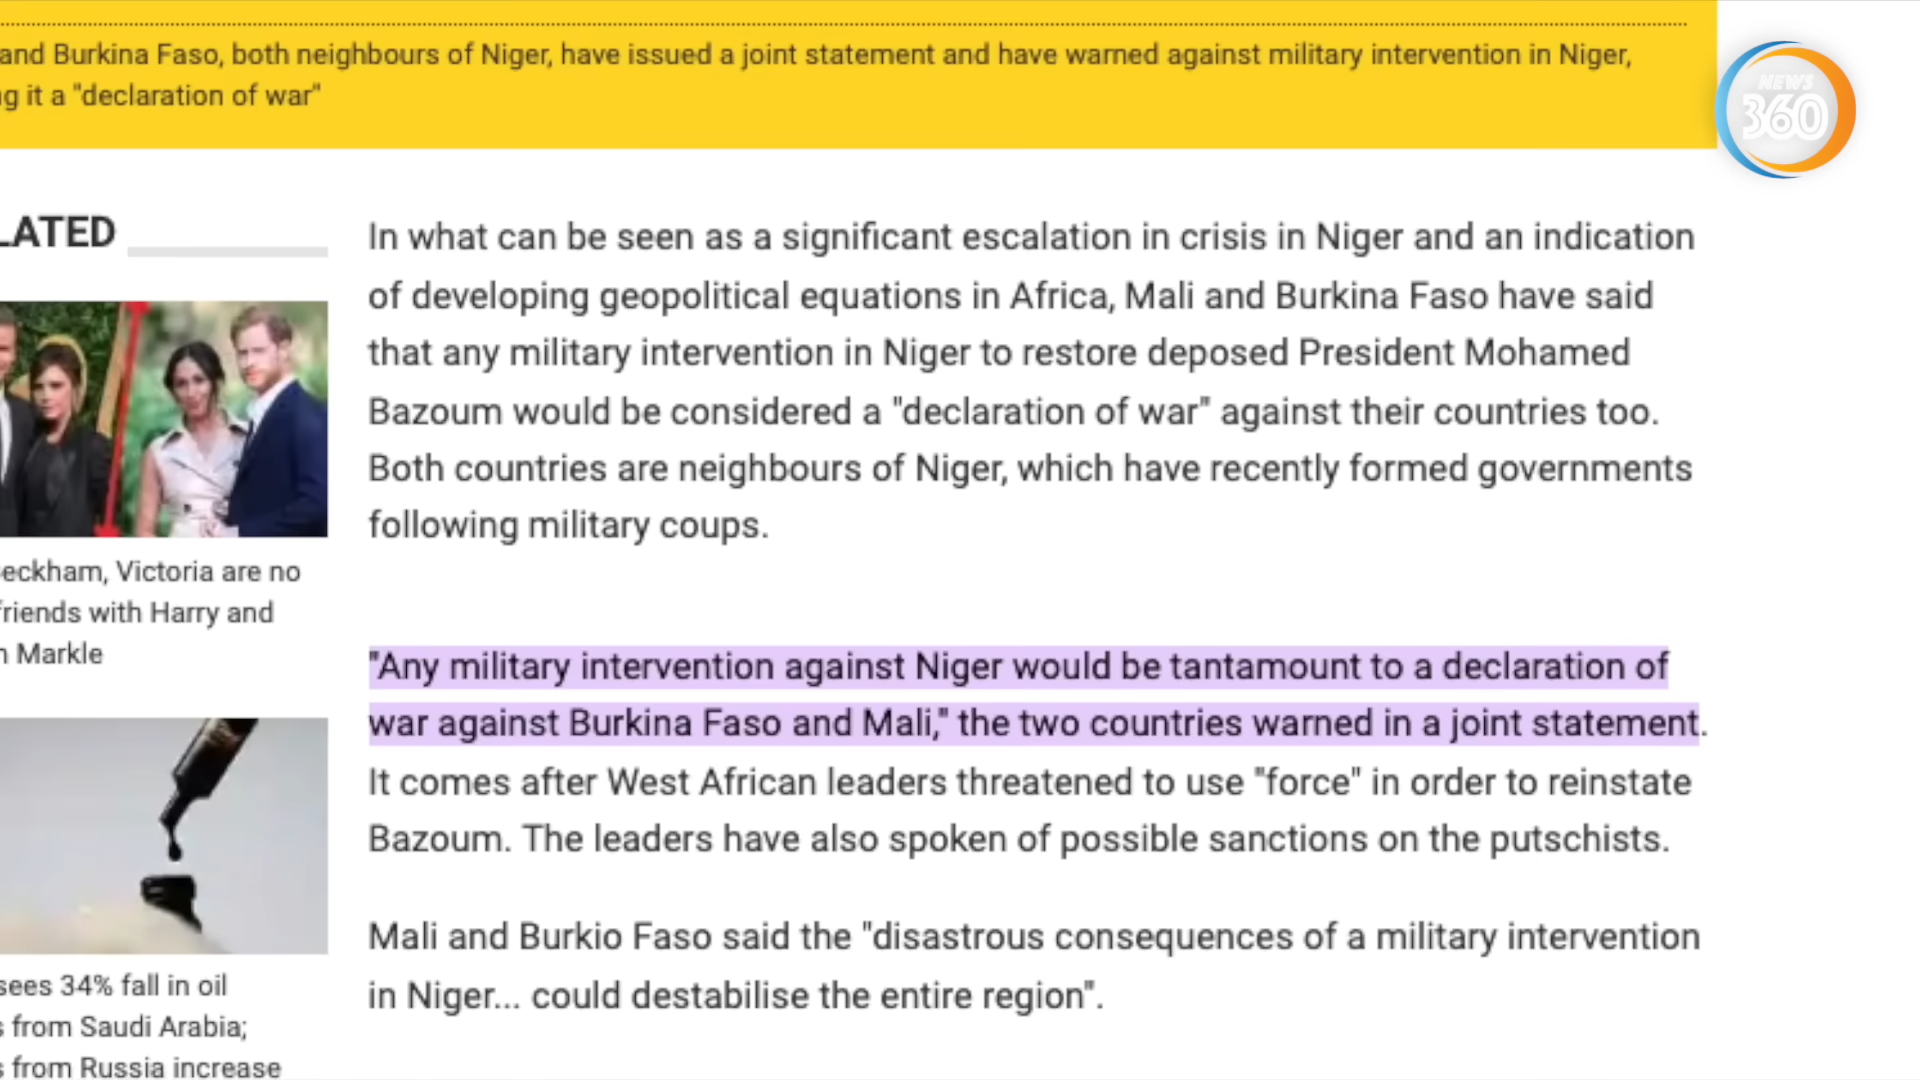 and Burkina Faso, both neighbours of Niger, have issued a joint statement and have warned against military intervention in Niger,
g it a "declaration of war"
NEWS
360
LATED
In what can be seen as a significant escalation in crisis in Niger and an indication
of developing geopolitical equations in Africa, Mali and Burkina Faso have said
that any military intervention in Niger to restore deposed President Mohamed
Bazoum would be considered a "declaration of war" against their countries too.
Both countries are neighbours of Niger, which have recently formed governments
following military coups.
eckham, Victoria are no
friends with Harry and
n Markle
"Any military intervention against Niger would be tantamount to a declaration of
war against Burkina Faso and Mali," the two countries warned in a joint statement.
It comes after West African leaders threatened to use "force" in order to reinstate
Bazoum. The leaders have also spoken of possible sanctions on the putschists.
Mali and Burkio Faso said the "disastrous consequences of a military intervention
in Niger... could destabilise the entire region".
sees 34% fall in oil
s from Saudi Arabia;
s from Russia increase